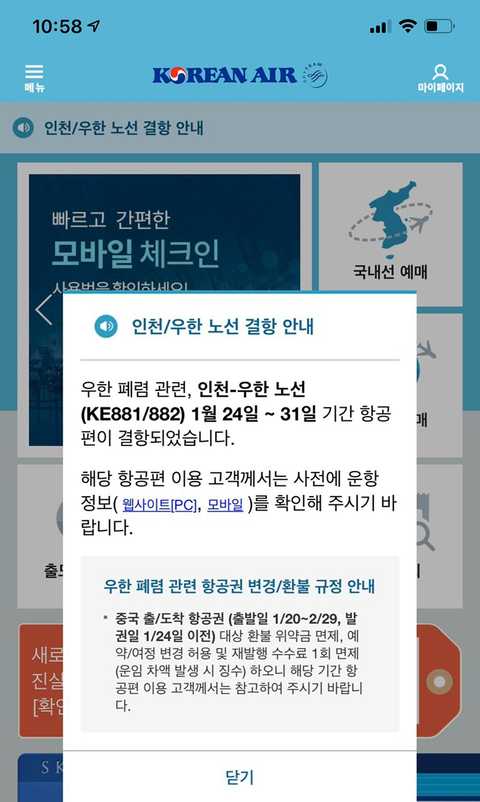 10:58
메뉴
KOREAN AIR
마이페이지
인천/우한 노선 결항 안내
빠르고 간편한
모바일 체크인
사용법을 확인하세요!
국내선 예매
인천/우한 노선 결항 안내
우한 폐렴 관련, 인천-우한 노선
(KE881/882) 1월 24일 ~ 31일 기간 항공
편이 결항되었습니다.
해당 항공편 이용 고객께서는 사전에 운항
정보( 웹사이트[PC], 모바일 )를 확인해 주시기 바
랍니다.
우한 폐렴 관련 항공권 변경/환불 규정 안내
중국 출/도착 항공권 (출발일 1/20~2/29, 발
권일 1/24일 이전) 대상 환불 위약금 면제, 예
약/여정 변경 허용 및 재발행 수수료 1회 면제
(운임 차액 발생 시 징수) 하오니 해당 기간 항
공편 이용 고객께서는 참고하여 주시기 바랍니
다.
새로
진실
[확인
S K
닫기